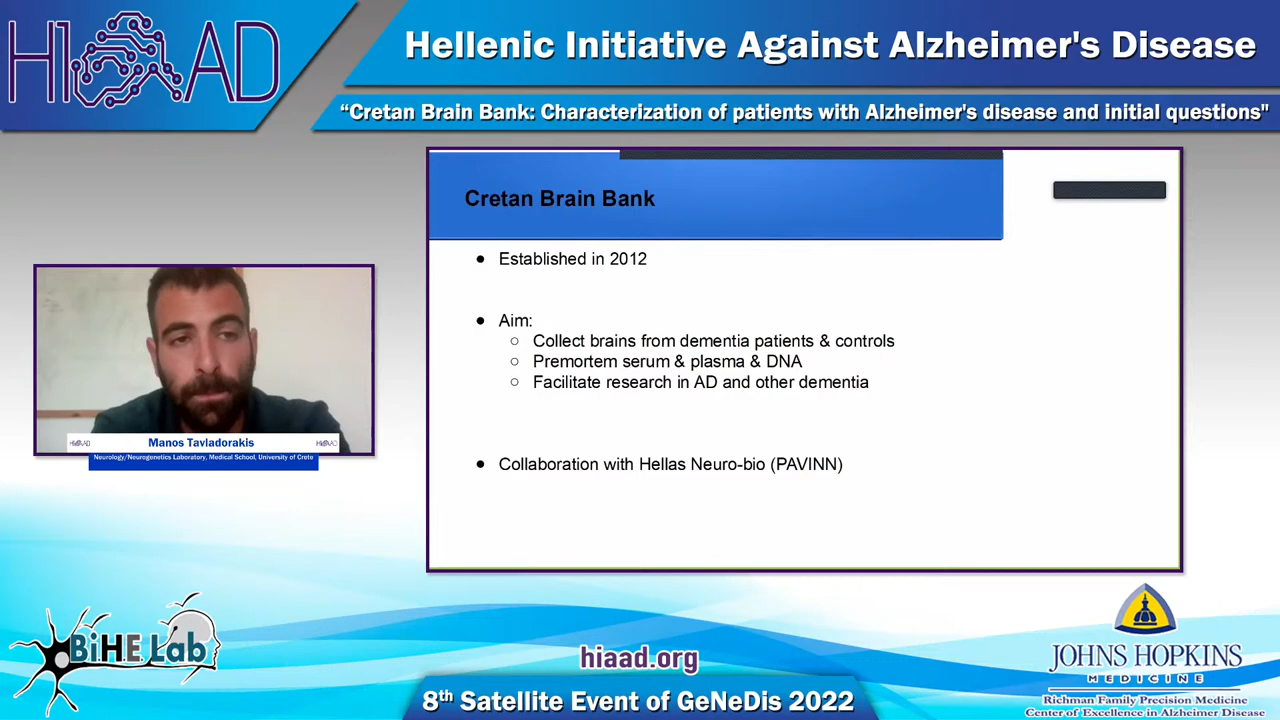 HIAAD
Hellenic Initiative Against Alzheimer's Disease
“Cretan Brain Bank: Characterization of patients with Alzheimer's disease and initial questions"
Cretan Brain Bank
● Established in 2012
● Aim:
○ Collect brains from dementia patients & controls
○ Premortem serum & plasma & DNA
○ Facilitate research in AD and other dementia
● Collaboration with Hellas Neuro-bio (PAVINN)
HIAAD
Manos Tavladorakis
HIAAD
Neurology/Neurogenetics Laboratory, Medical School, University of Crete
BiHE Lab
hiaad.org
8th Satellite Event of GeNeDis 2022
JOHNS HOPKINS
MEDICINE
Richman Family Precision Medicine
Center of Excellence in Alzheimer Disease